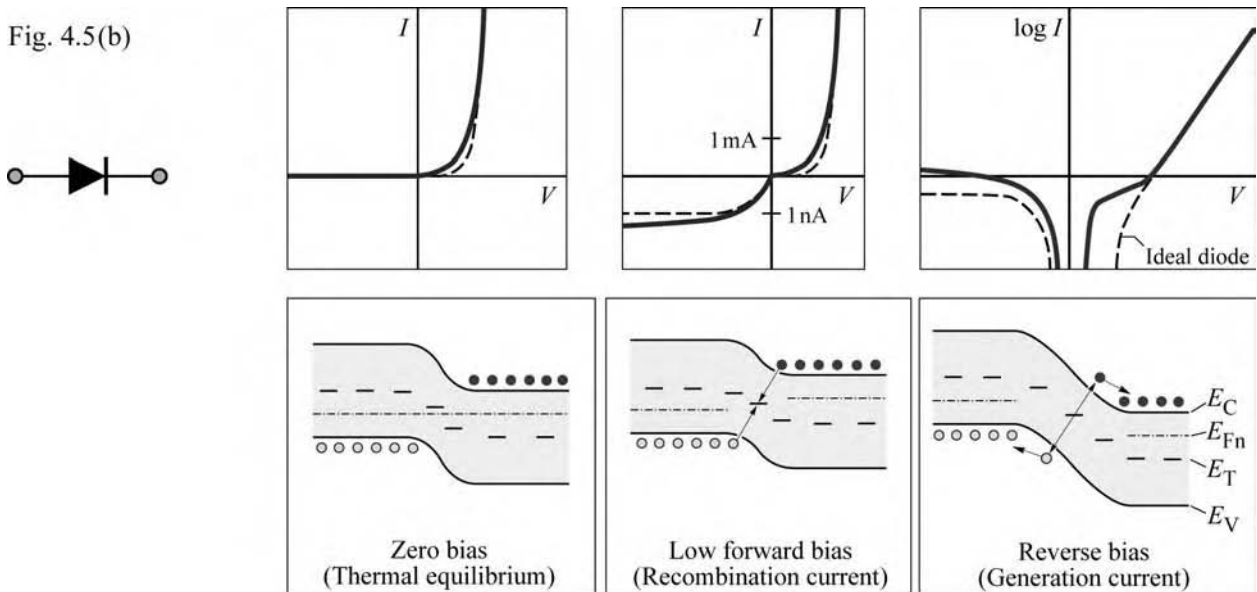 Fig. 4.5(b)
I
V
I
1 mA
1 nA
V
log I
V
Ideal diode
Zero bias
(Thermal equilibrium)
Low forward bias
(Recombination current)
E_C
E_Fn
E_T
E_V
Reverse bias
(Generation current)